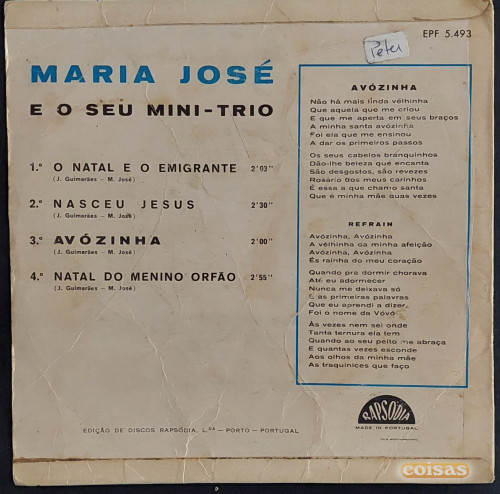 EPF 5.493
Peter
MARIA JOSÉ
E O SEU MINI-TRIO
1.º O NATAL E O EMIGRANTE 2'03''
(J. Guimarães – M. José)
2.º NASCEU JESUS 2'30''
(J. Guimarães – M. José)
3.º AVÓZINHA 2'00''
(J. Guimarães – M. José)
4.º NATAL DO MENINO ORFÃO 2'55''
(J. Guimarães – M. José)
AVÓZINHA
Não há mais linda velhinha
Que aquela que me criou
E que me aperta em seus braços
A minha santa avózinha
Foi ela que me ensinou
A dar os primeiros passos
Os seus cabelos branquinhos
Dão-lhe beleza que encanta
São desgostos, são revezes
Rosário dos meus carinhos
É essa a que chamo santa
Que é minha mãe duas vezes
REFRAIN
Avózinha, Avózinha
A velhinha da minha afeição
Avózinha, Avózinha
És rainha do meu coração
Quando pra dormir chorava
Até eu adormecer
Nunca me deixava só
E as primeiras palavras
Que eu aprendi a dizer
Foi o nome da Vóvó
Às vezes nem sei onde
Tanta ternura ela tem
Quando ao seu peito me abraça
E quantas vezes esconde
Aos olhos da minha mãe
As traquinices que faço
RAPSÓDIA
MADE IN PORTUGAL
EDIÇÃO DE DISCOS RAPSÓDIA, L.DA – PORTO – PORTUGAL
coisas